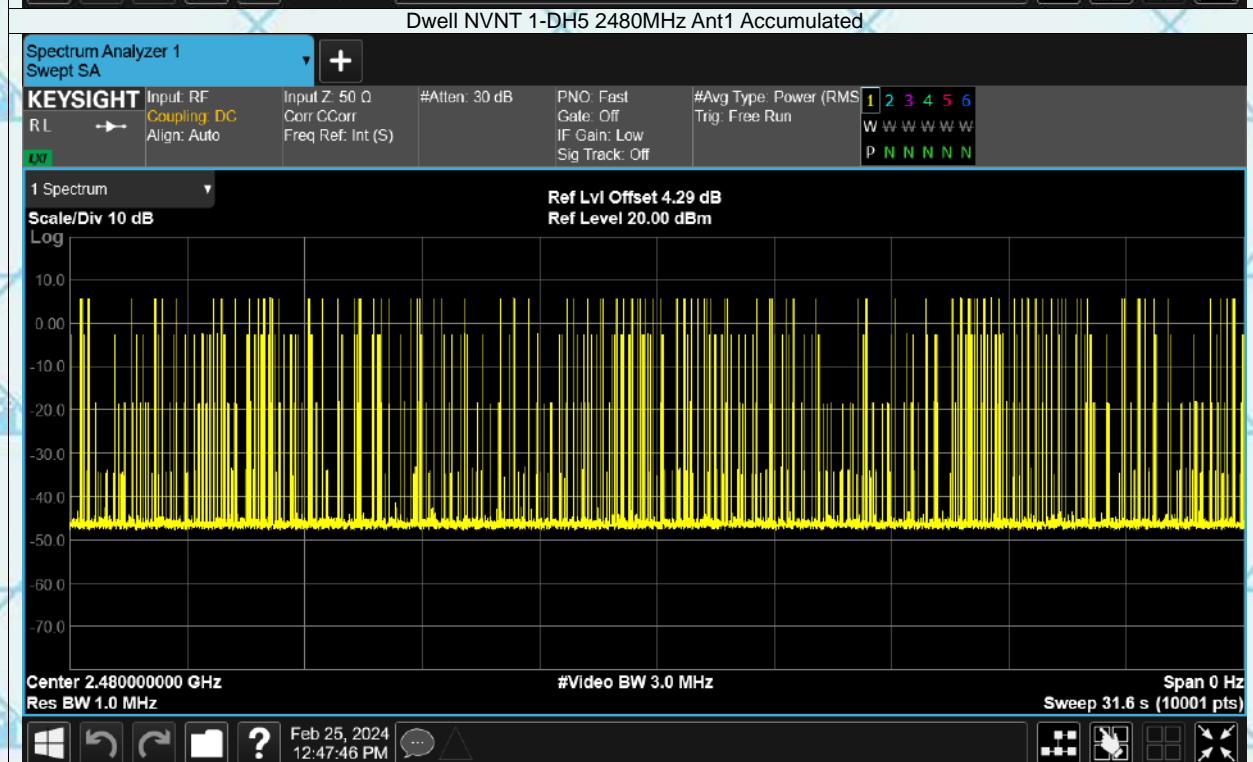 Dwell NVNT 1-DH5 2480MHz Ant1 Accumulated
Spectrum Analyzer 1
Swept SA
+
KEYSIGHT
RL
LXI
Input: RF
Coupling: DC
Align: Auto
Input Z: 50 Ω
Corr CCorr
Freq Ref: Int (S)
#Atten: 30 dB
PNO: Fast
Gate: Off
IF Gain: Low
Sig Track: Off
#Avg Type: Power (RMS
Trig: Free Run
1 2 3 4 5 6
W W W W W W
P N N N N N
1 Spectrum
Scale/Div 10 dB
Log
Ref Lvl Offset 4.29 dB
Ref Level 20.00 dBm
10.0
0.00
-10.0
-20.0
-30.0
-40.0
-50.0
-60.0
-70.0
Center 2.480000000 GHz
Res BW 1.0 MHz
#Video BW 3.0 MHz
Span 0 Hz
Sweep 31.6 s (10001 pts)
?
Feb 25, 2024
12:47:46 PM